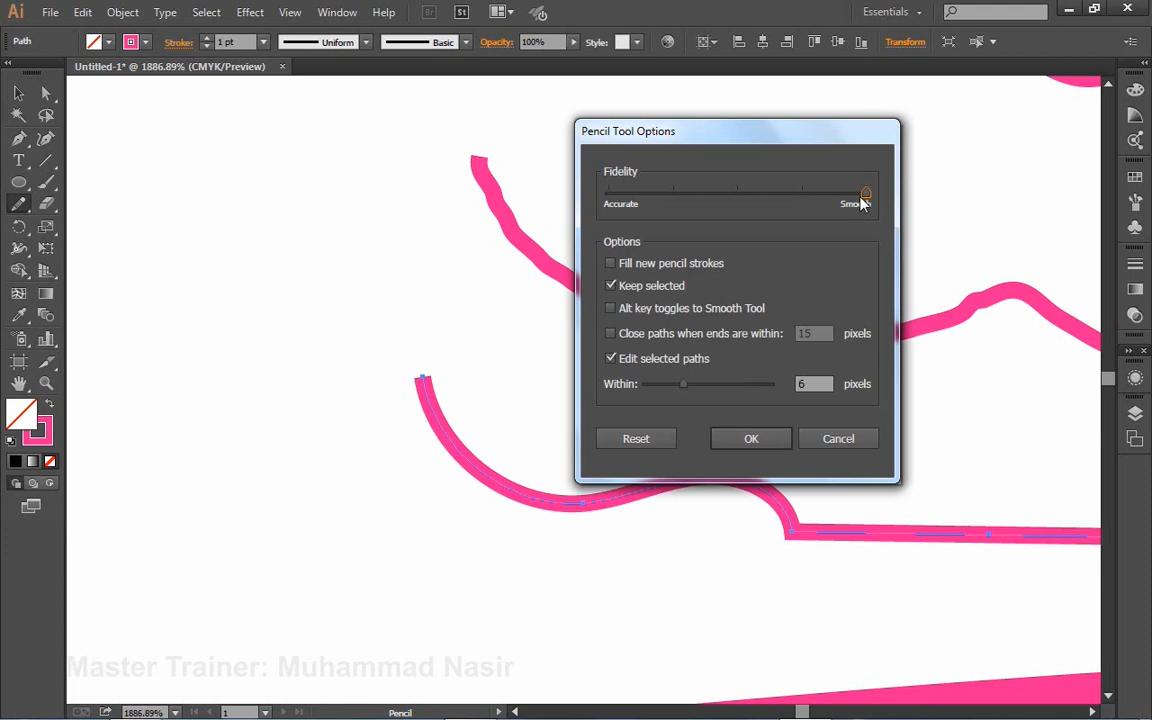 Ai File Edit Object Type Select Effect View Window Help Br St Essentials
Path Stroke: 1 pt Uniform Basic Opacity: 100% Style: Transform
Untitled-1* @ 1886.89% (CMYK/Preview)
Pencil Tool Options
Fidelity
Accurate
Options
Fill new pencil strokes
Keep selected
Alt key toggles to Smooth Tool
Close paths when ends are within: 15 pixels
Edit selected paths
Within: 6 pixels
Reset OK Cancel
Master Trainer: Muhammad Nasir
1886.89% 1 Pencil